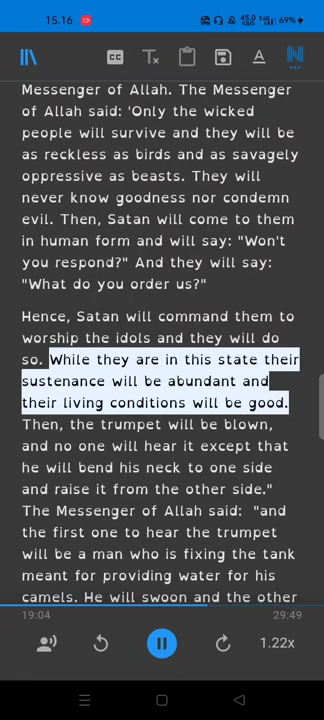 15.16
45.0
KB/S
4G
69%
CC
T
A
N
Messenger of Allah. The Messenger
of Allah said: 'Only the wicked
people will survive and they will be
as reckless as birds and as savagely
oppressive as beasts. They will
never know goodness nor condemn
evil. Then, Satan will come to them
in human form and will say: "Won't
you respond?" And they will say:
"What do you order us?"
Hence, Satan will command them to
worship the idols and they will do
so. While they are in this state their
sustenance will be abundant and
their living conditions will be good.
Then, the trumpet will be blown,
and no one will hear it except that
he will bend his neck to one side
and raise it from the other side."
The Messenger of Allah said: "and
the first one to hear the trumpet
will be a man who is fixing the tank
meant for providing water for his
camels. He will swoon and the other
19:04
29:49
1.22x